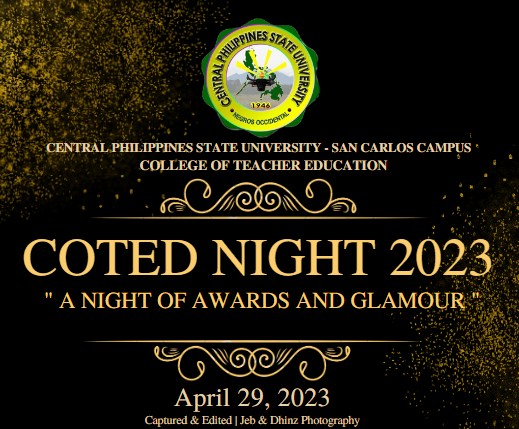 CENTRAL PHILIPPINES STATE UNIVERSITY
1946
• NEGROS OCCIDENTAL •
CENTRAL PHILIPPINES STATE UNIVERSITY - SAN CARLOS CAMPUS
COLLEGE OF TEACHER EDUCATION
COTED NIGHT 2023
" A NIGHT OF AWARDS AND GLAMOUR "
April 29, 2023
Captured & Edited | Jeb & Dhinz Photography